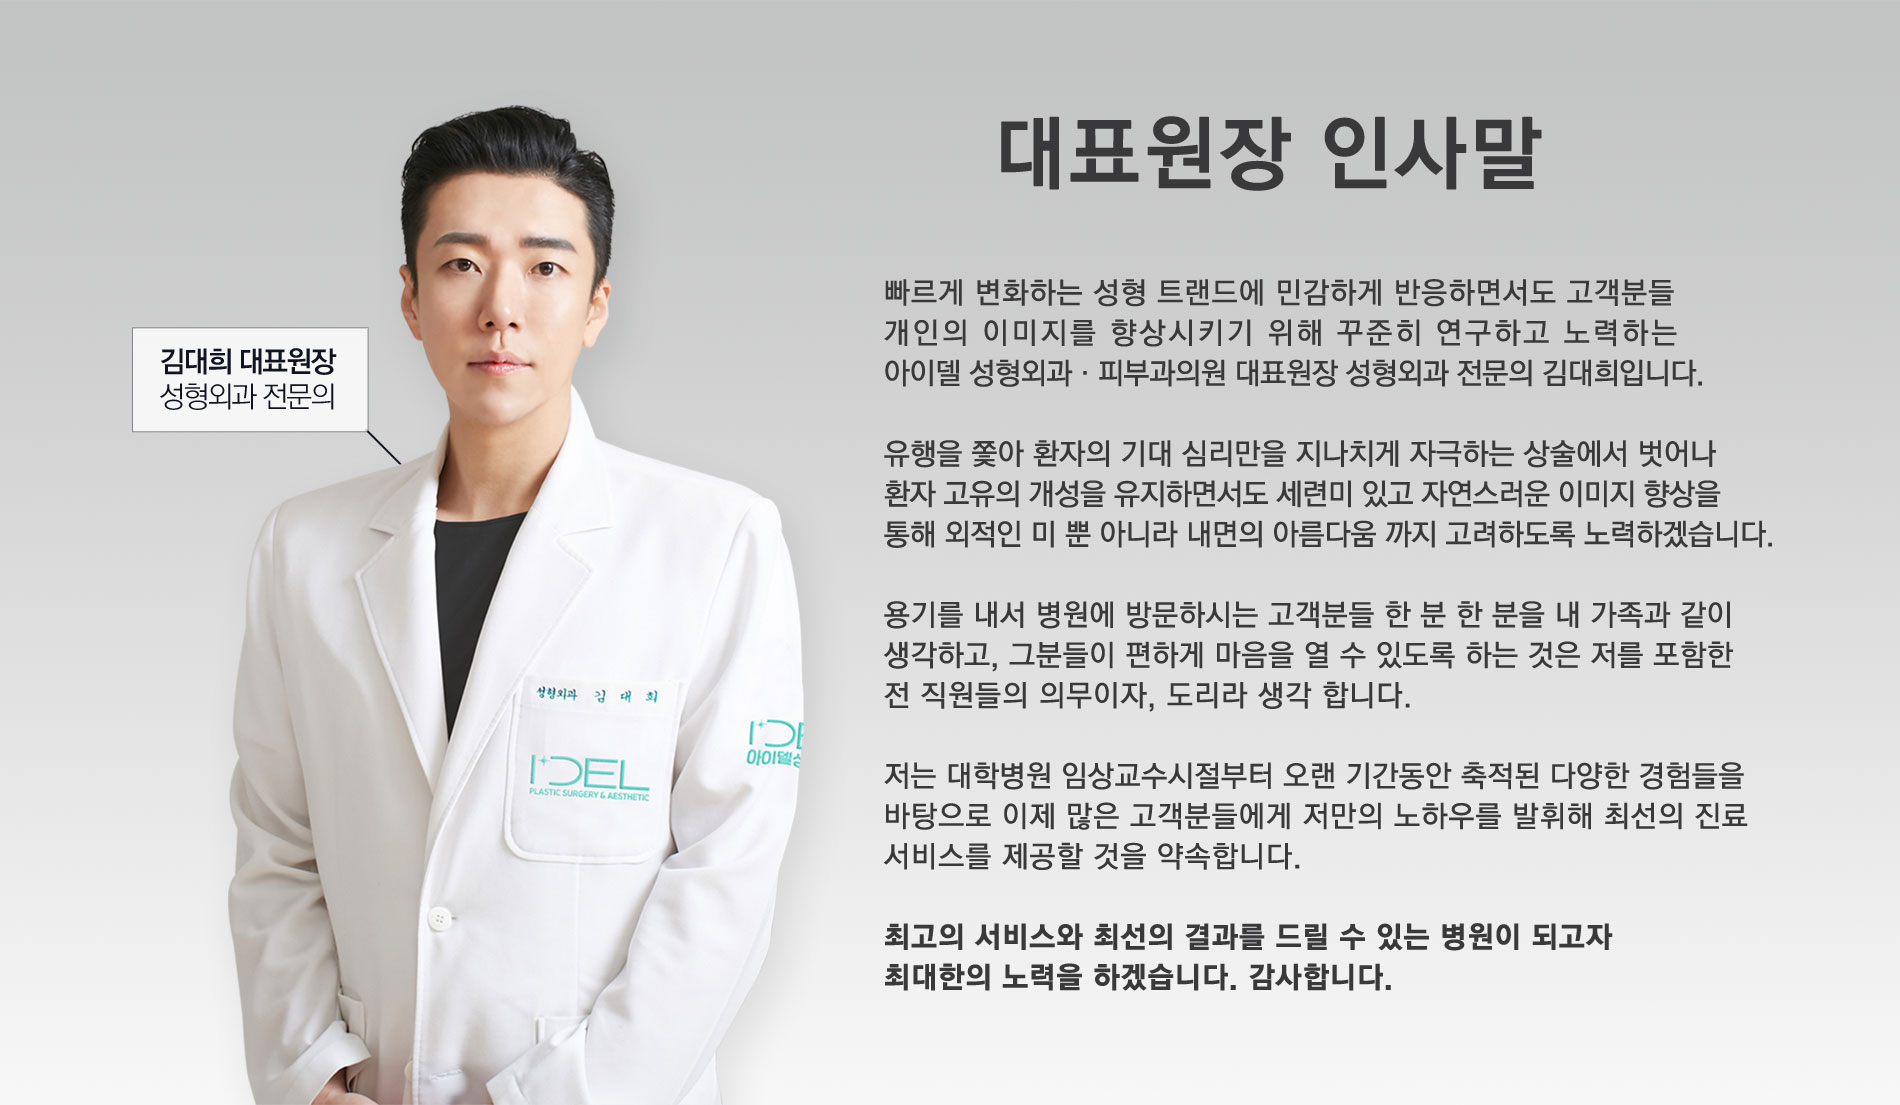 대표원장 인사말
김대희 대표원장
성형외과 전문의
빠르게 변화하는 성형 트랜드에 민감하게 반응하면서도 고객분들
개인의 이미지를 향상시키기 위해 꾸준히 연구하고 노력하는
아이델 성형외과 · 피부과의원 대표원장 성형외과 전문의 김대희입니다.
유행을 쫓아 환자의 기대 심리만을 지나치게 자극하는 상술에서 벗어나
환자 고유의 개성을 유지하면서도 세련미 있고 자연스러운 이미지 향상을
통해 외적인 미 뿐 아니라 내면의 아름다움 까지 고려하도록 노력하겠습니다.
용기를 내서 병원에 방문하시는 고객분들 한 분 한 분을 내 가족과 같이
생각하고, 그분들이 편하게 마음을 열 수 있도록 하는 것은 저를 포함한
전 직원들의 의무이자, 도리라 생각 합니다.
저는 대학병원 임상교수시절부터 오랜 기간동안 축적된 다양한 경험들을
바탕으로 이제 많은 고객분들에게 저만의 노하우를 발휘해 최선의 진료
서비스를 제공할 것을 약속합니다.
최고의 서비스와 최선의 결과를 드릴 수 있는 병원이 되고자
최대한의 노력을 하겠습니다. 감사합니다.
성형외과 김 대 희
IDEL
PLASTIC SURGERY & AESTHETIC
IDE
아이델성